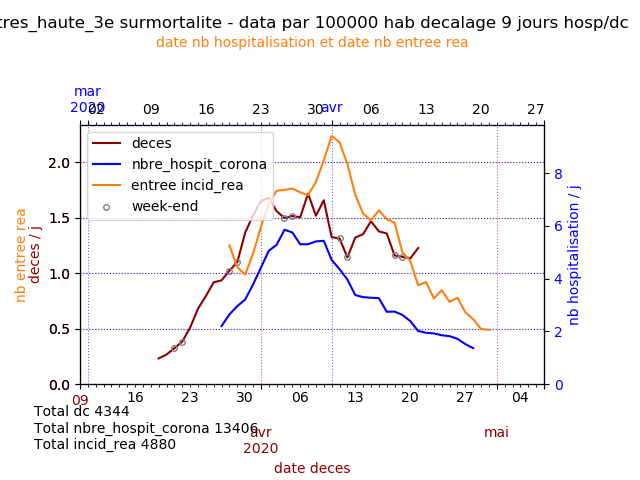 tres_haute_3e surmortalite - data par 100000 hab decalage 9 jours hosp/dc
date nb hospitalisation et date nb entree rea
mar
2020
02 09 16 23 30 avr 06 13 20 27
deces
nbre_hospit_corona
entree incid_rea
week-end
nb entree rea
deces / j
2.0
1.5
1.0
0.5
0.0
8
6
4
2
0
nb hospitalisation / j
09 16 23 30 06 13 20 27 04
avr
2020
mai
Total dc 4344
Total nbre_hospit_corona 13406
Total incid_rea 4880
date deces